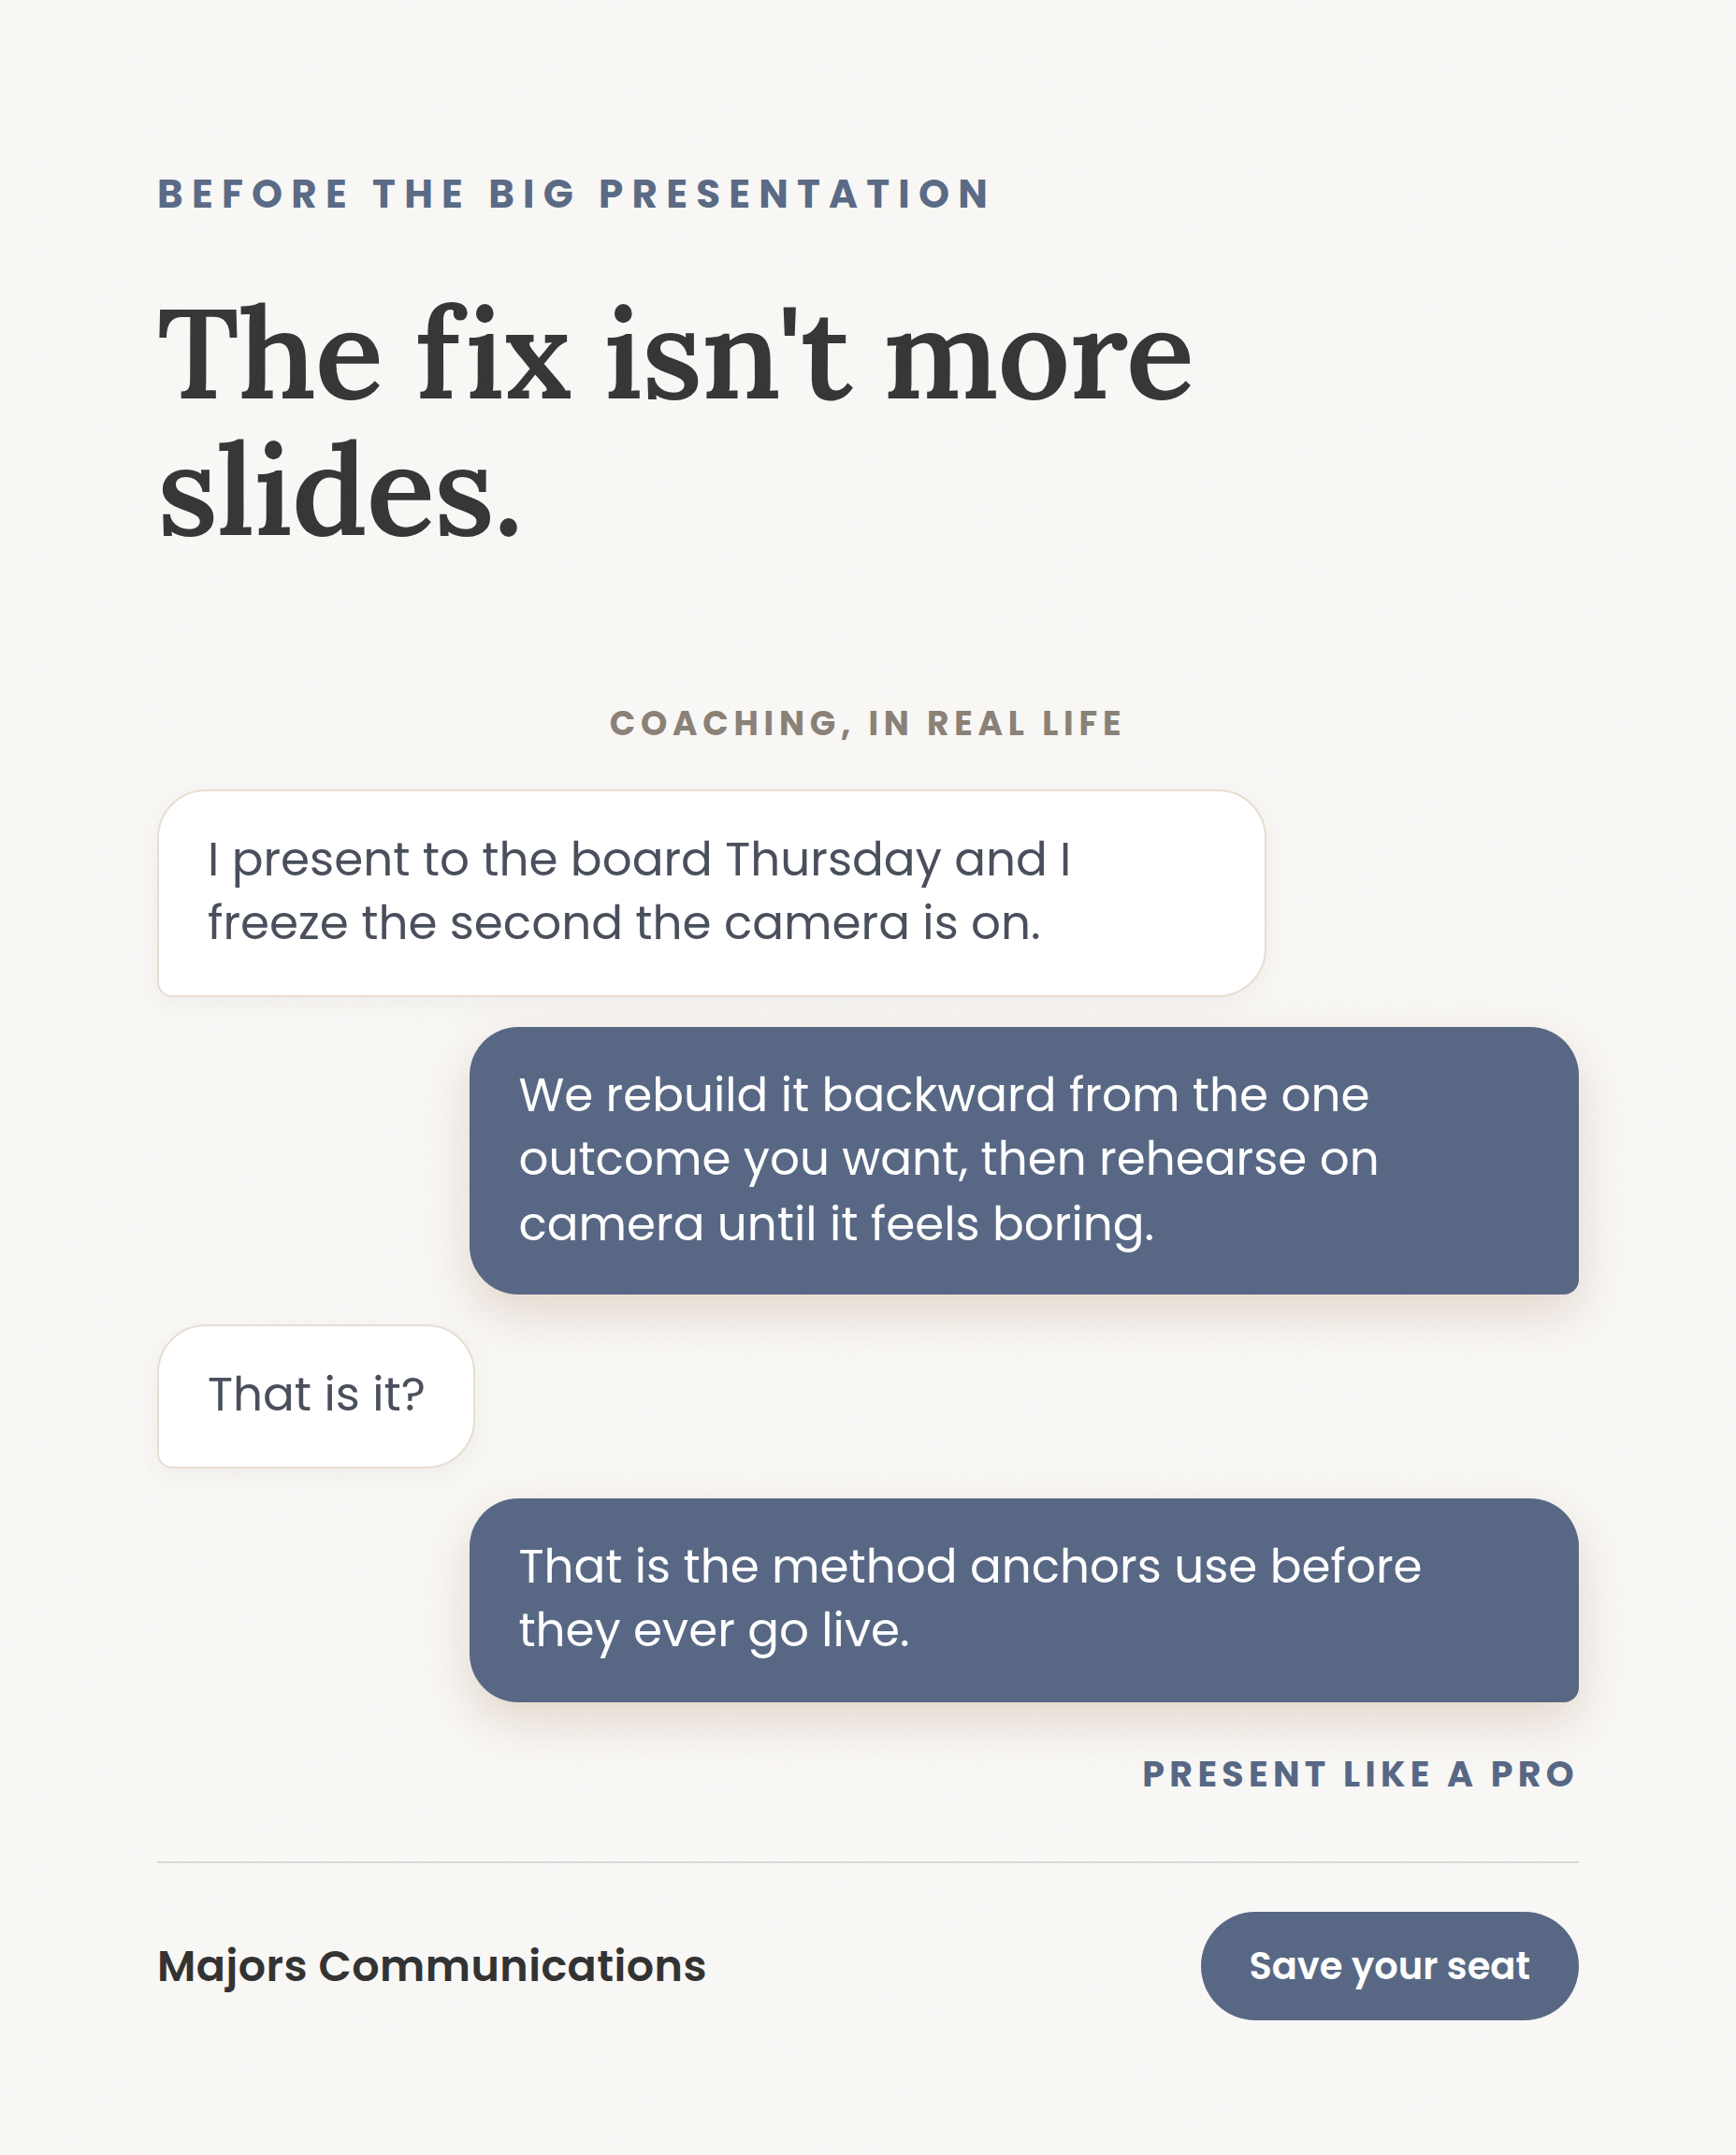 BEFORE THE BIG PRESENTATION
The fix isn't more
slides.
COACHING, IN REAL LIFE
I present to the board Thursday and I
freeze the second the camera is on.
We rebuild it backward from the one
outcome you want, then rehearse on
camera until it feels boring.
That is it?
That is the method anchors use before
they ever go live.
PRESENT LIKE A PRO
Majors Communications
Save your seat